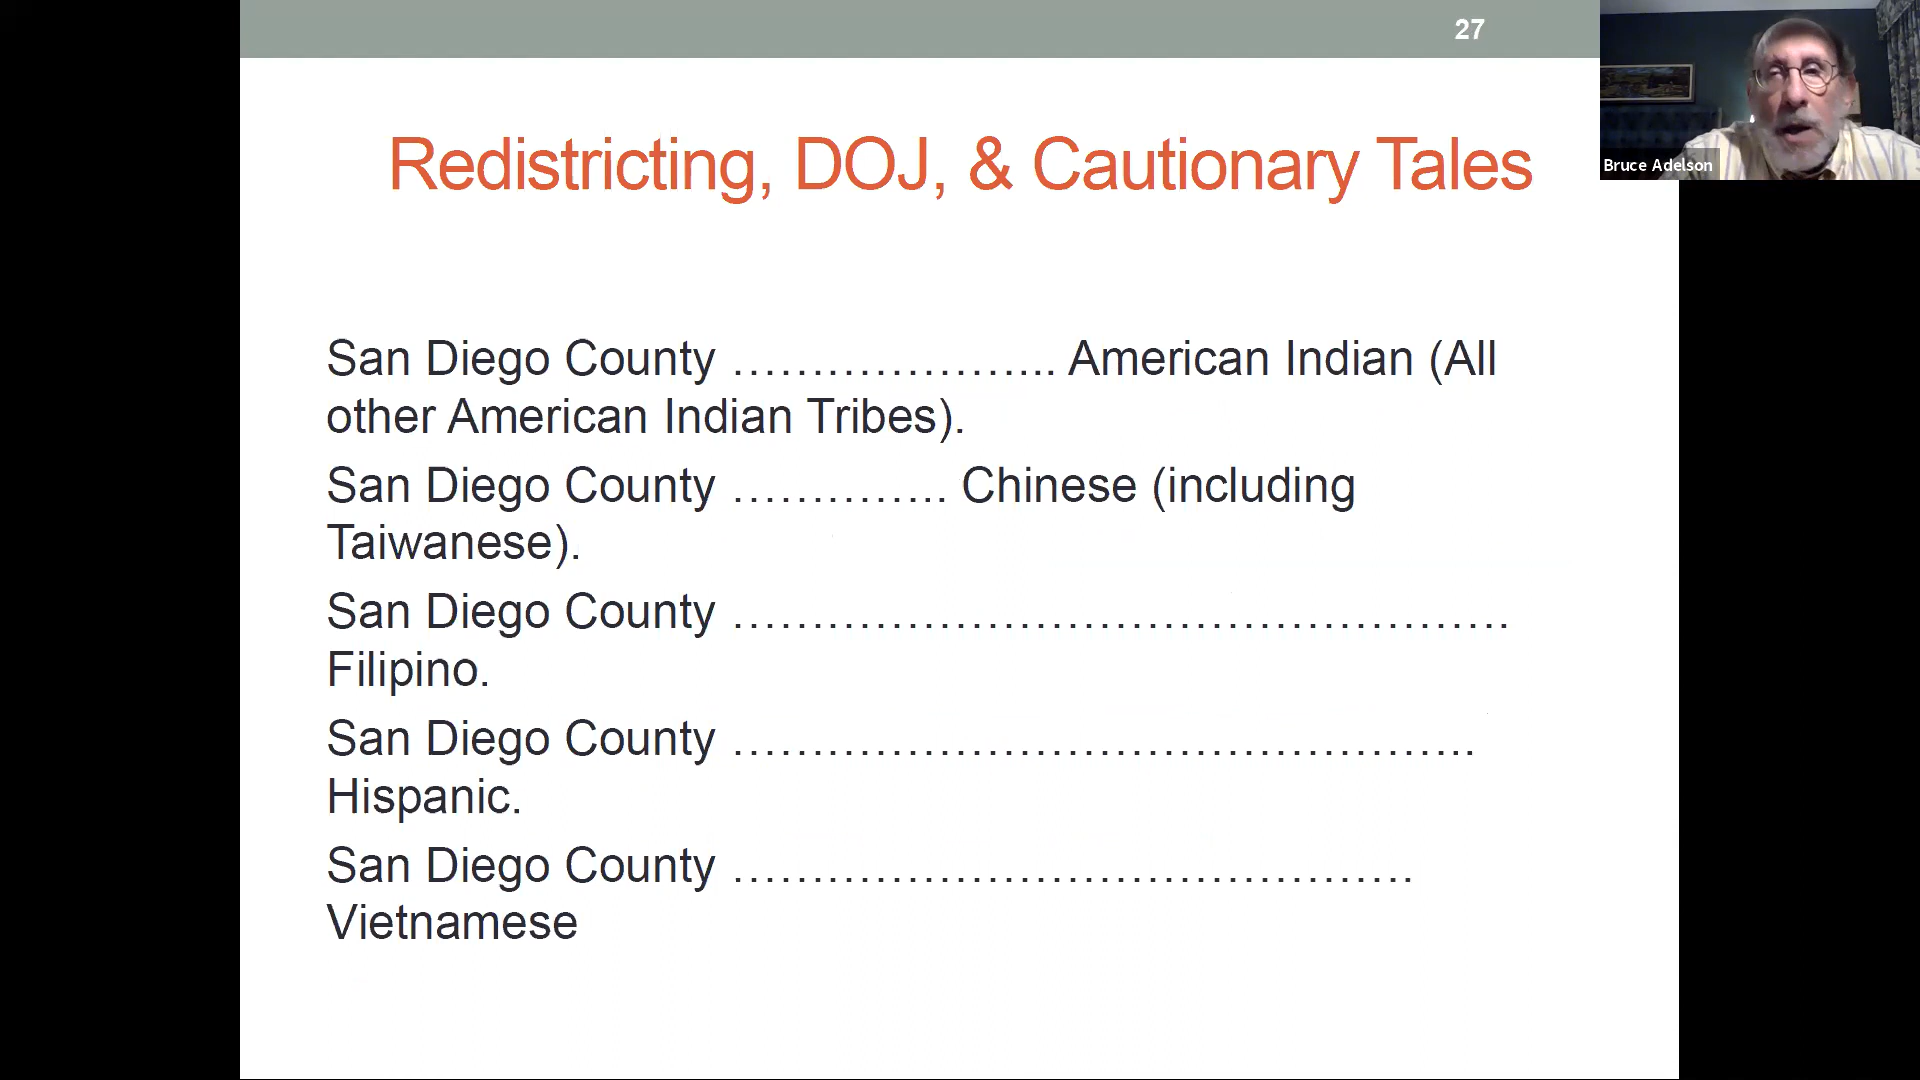 27
Redistricting, DOJ, & Cautionary Tales
San Diego County ………………... American Indian (All
other American Indian Tribes).
San Diego County ………….. Chinese (including
Taiwanese).
San Diego County ………………………………………….
Filipino.
San Diego County ………………………………………..
Hispanic.
San Diego County …………………………………….
Vietnamese
Bruce Adelson